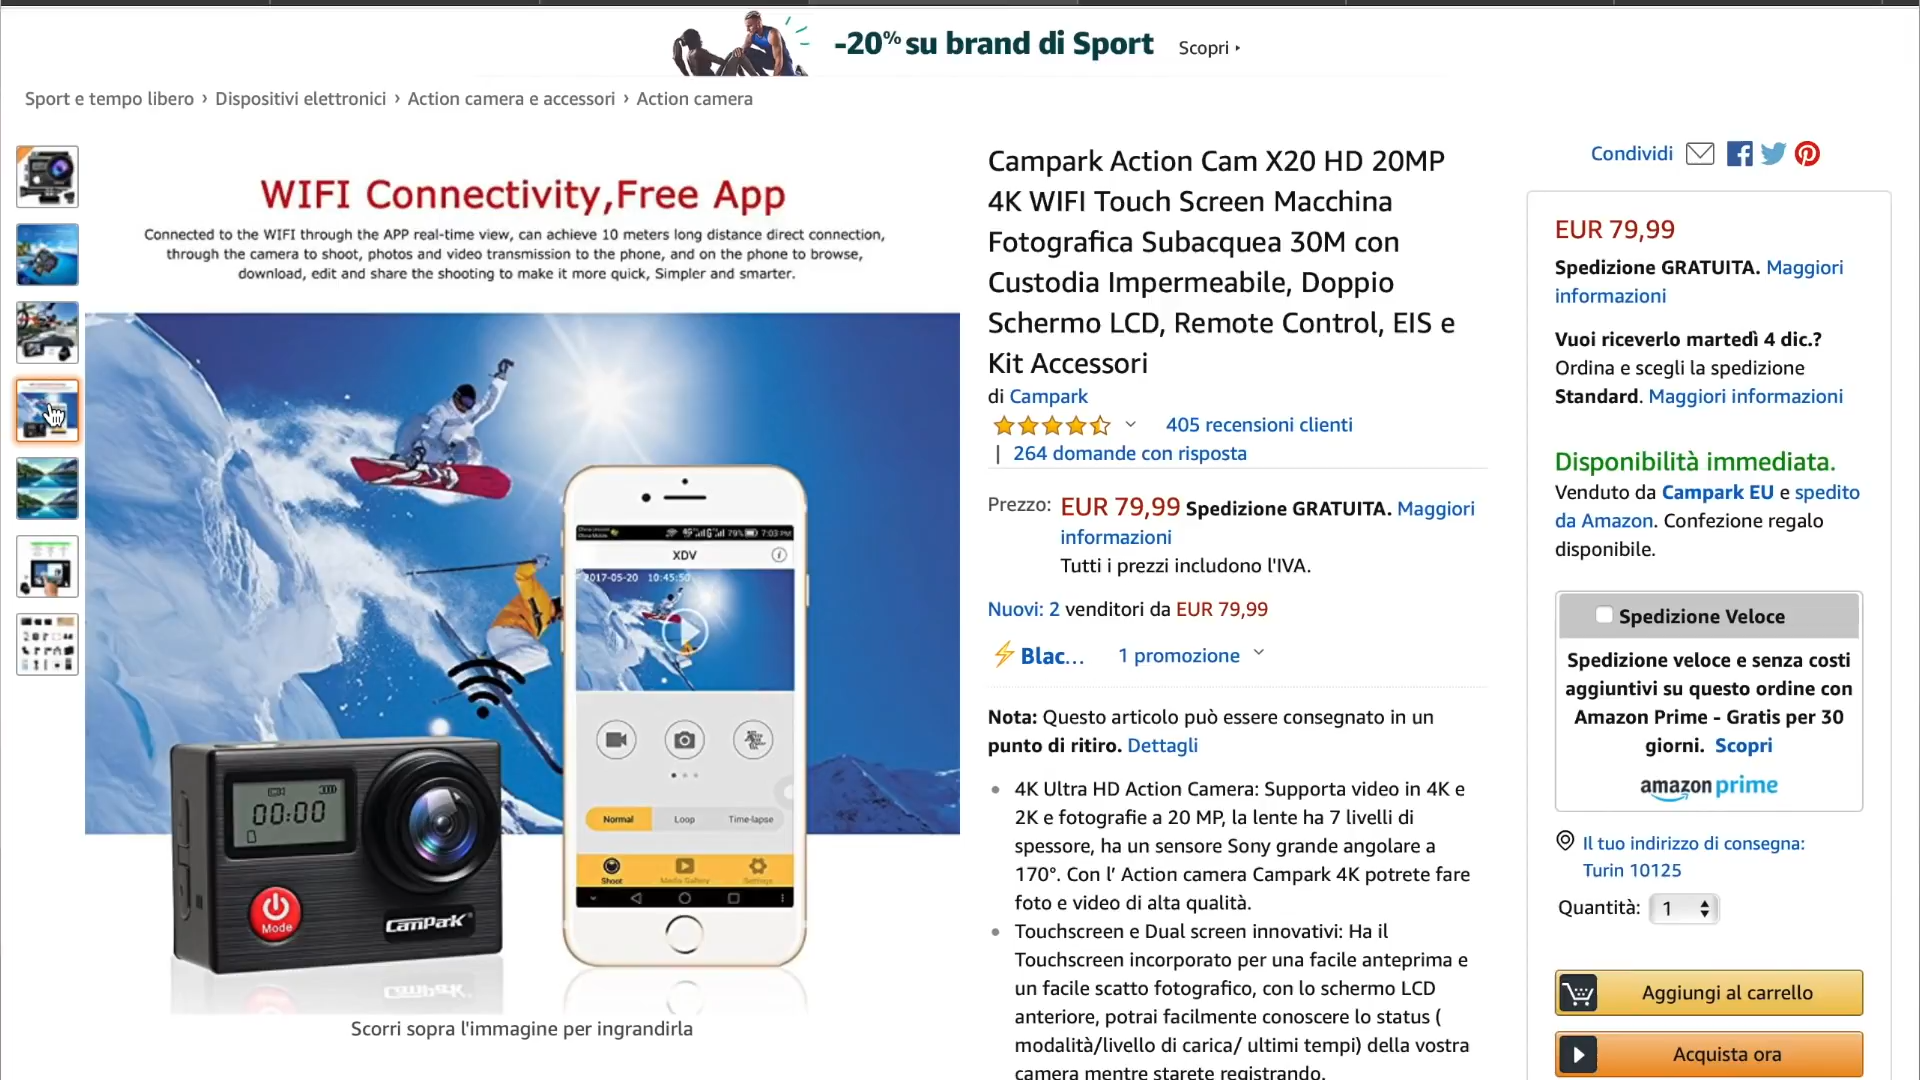 -20% su brand di Sport Scopri ▸
Sport e tempo libero › Dispositivi elettronici › Action camera e accessori › Action camera
WIFI Connectivity,Free App
Connected to the WIFI through the APP real-time view, can achieve 10 meters long distance direct connection,
through the camera to shoot, photos and video transmission to the phone, and on the phone to browse,
download, edit and share the shooting to make it more quick, Simpler and smarter.
79% 7:03 PM
XDV
2017-05-20 10:45:50
Normal Loop Time-lapse
Shoot Media Gallery Settings
00:00
Mode
CamPark
Scorri sopra l'immagine per ingrandirla
Campark Action Cam X20 HD 20MP
4K WIFI Touch Screen Macchina
Fotografica Subacquea 30M con
Custodia Impermeabile, Doppio
Schermo LCD, Remote Control, EIS e
Kit Accessori
di Campark
405 recensioni clienti
| 264 domande con risposta
Prezzo: EUR 79,99 Spedizione GRATUITA. Maggiori
informazioni
Tutti i prezzi includono l'IVA.
Nuovi: 2 venditori da EUR 79,99
Blac... 1 promozione
Nota: Questo articolo può essere consegnato in un
punto di ritiro. Dettagli
• 4K Ultra HD Action Camera: Supporta video in 4K e
2K e fotografie a 20 MP, la lente ha 7 livelli di
spessore, ha un sensore Sony grande angolare a
170°. Con l’ Action camera Campark 4K potrete fare
foto e video di alta qualità.
• Touchscreen e Dual screen innovativi: Ha il
Touchscreen incorporato per una facile anteprima e
un facile scatto fotografico, con lo schermo LCD
anteriore, potrai facilmente conoscere lo status (
modalità/livello di carica/ ultimi tempi) della vostra
camera mentre starete registrando.
Condividi
EUR 79,99
Spedizione GRATUITA. Maggiori
informazioni
Vuoi riceverlo martedì 4 dic.?
Ordina e scegli la spedizione
Standard. Maggiori informazioni
Disponibilità immediata.
Venduto da Campark EU e spedito
da Amazon. Confezione regalo
disponibile.
Spedizione Veloce
Spedizione veloce e senza costi
aggiuntivi su questo ordine con
Amazon Prime - Gratis per 30
giorni. Scopri
amazon prime
Il tuo indirizzo di consegna:
Turin 10125
Quantità: 1
Aggiungi al carrello
Acquista ora